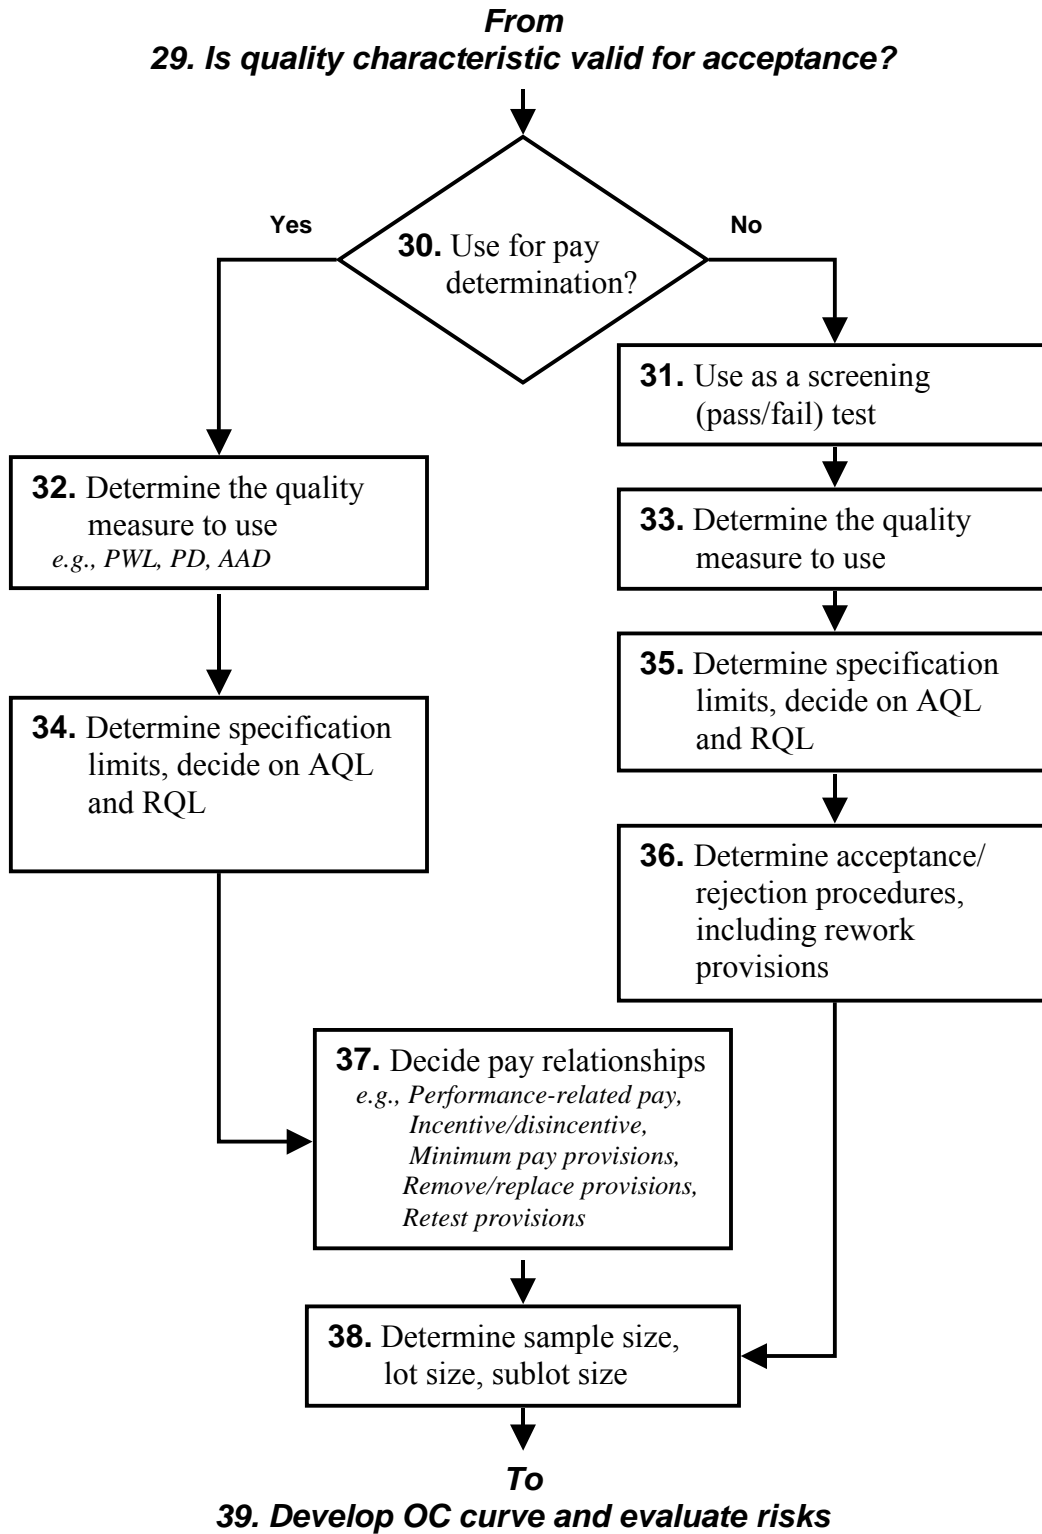 From
29. Is quality characteristic valid for acceptance?
Yes
No
30. Use for pay
determination?
31. Use as a screening
(pass/fail) test
32. Determine the quality
measure to use
e.g., PWL, PD, AAD
33. Determine the quality
measure to use
34. Determine specification
limits, decide on AQL
and RQL
35. Determine specification
limits, decide on AQL
and RQL
36. Determine acceptance/
rejection procedures,
including rework
provisions
37. Decide pay relationships
e.g., Performance-related pay,
Incentive/disincentive,
Minimum pay provisions,
Remove/replace provisions,
Retest provisions
38. Determine sample size,
lot size, sublot size
To
39. Develop OC curve and evaluate risks